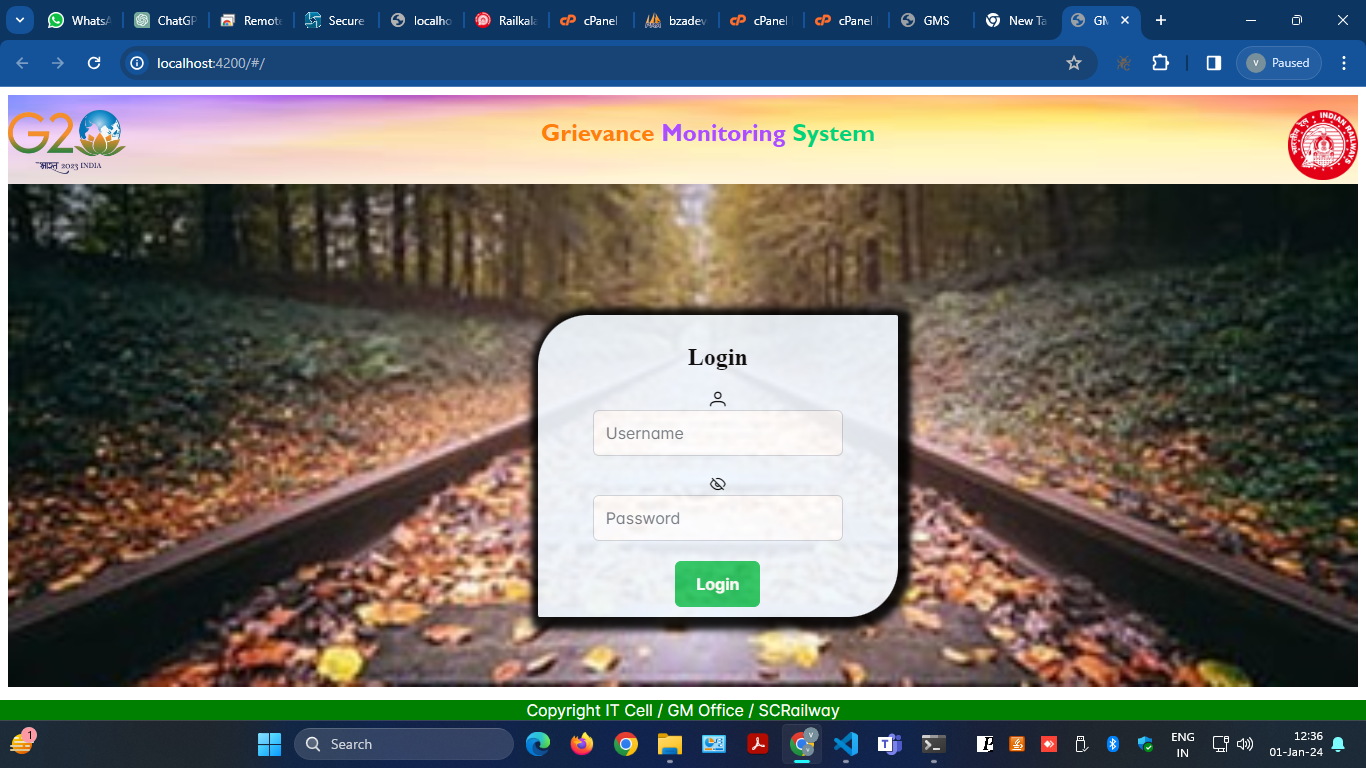 WhatsA
ChatGP
Remote
Secure
localho
Railkala
cPanel
bzadev
cPanel
cPanel
GMS
New Ta
GM
localhost:4200/#/
V
Paused
G20
भारत 2023 INDIA
Grievance Monitoring System
भारतीय रेल INDIAN RAILWAYS
Login
Username
Password
Login
Copyright IT Cell / GM Office / SCRailway
1
Search
ENG
IN
12:36
01-Jan-24